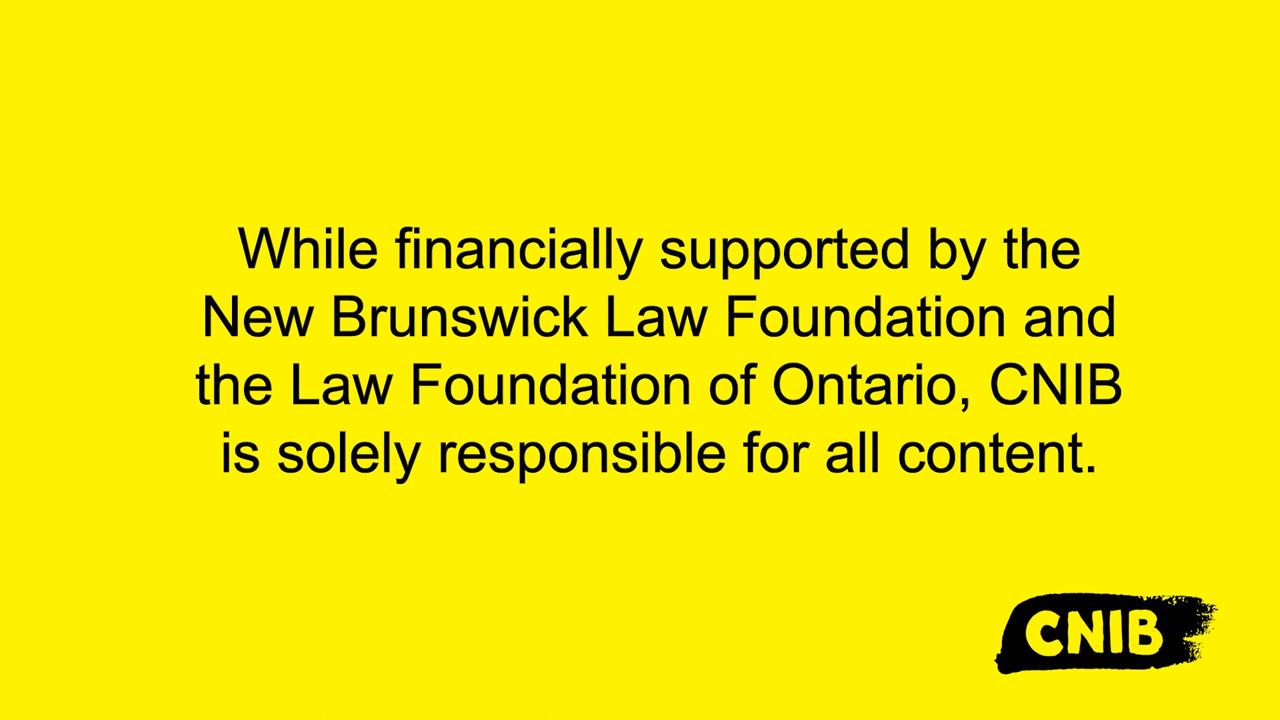 While financially supported by the
New Brunswick Law Foundation and
the Law Foundation of Ontario, CNIB
is solely responsible for all content.
CNIB